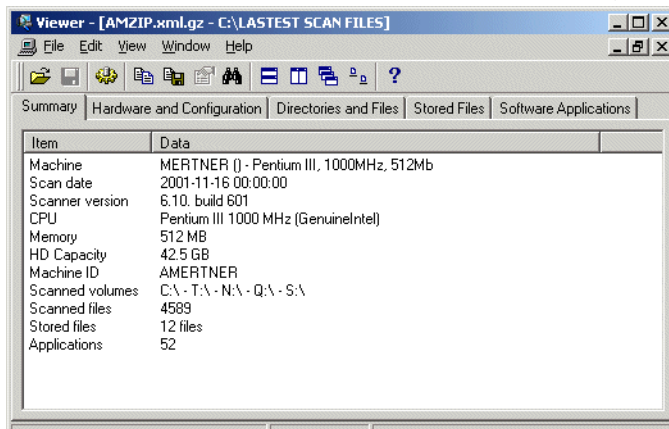 Viewer - [AMZIP.xml.gz - C:\LASTEST SCAN FILES]
File Edit View Window Help
Summary Hardware and Configuration Directories and Files Stored Files Software Applications
Item Data
Machine MERTNER () - Pentium III, 1000MHz, 512Mb
Scan date 2001-11-16 00:00:00
Scanner version 6.10. build 601
CPU Pentium III 1000 MHz (GenuineIntel)
Memory 512 MB
HD Capacity 42.5 GB
Machine ID AMERTNER
Scanned volumes C:\ - T:\ - N:\ - Q:\ - S:\
Scanned files 4589
Stored files 12 files
Applications 52